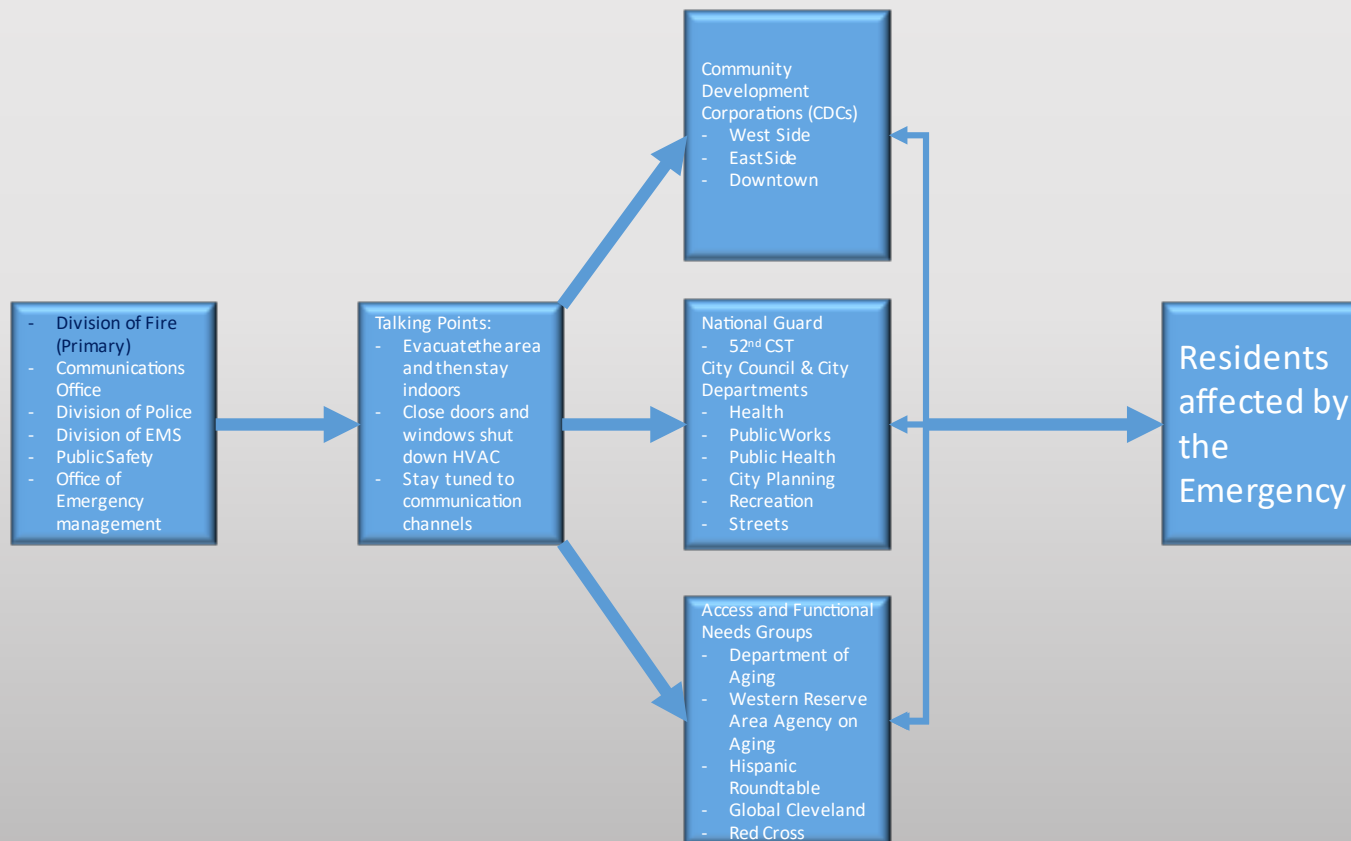 - Division of Fire
(Primary)
- Communications
Office
- Division of Police
- Division of EMS
- Public Safety
- Office of
Emergency
management
Talking Points:
- Evacuate the area
and then stay
indoors
- Close doors and
windows shut
down HVAC
- Stay tuned to
communication
channels
Community
Development
Corporations (CDCs)
- West Side
- East Side
- Downtown
National Guard
- 52nd CST
City Council & City
Departments
- Health
- Public Works
- Public Health
- City Planning
- Recreation
- Streets
Access and Functional
Needs Groups
- Department of
Aging
- Western Reserve
Area Agency on
Aging
- Hispanic
Roundtable
- Global Cleveland
- Red Cross
Residents
affected by
the
Emergency